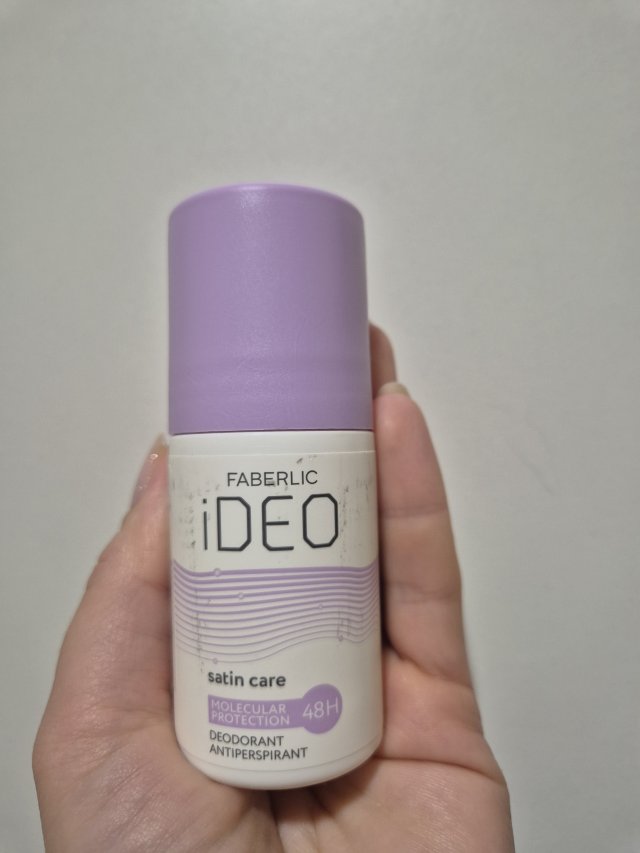 FABERLIC
iDEO
satin care
MOLECULAR
PROTECTION 48H
DEODORANT
ANTIPERSPIRANT